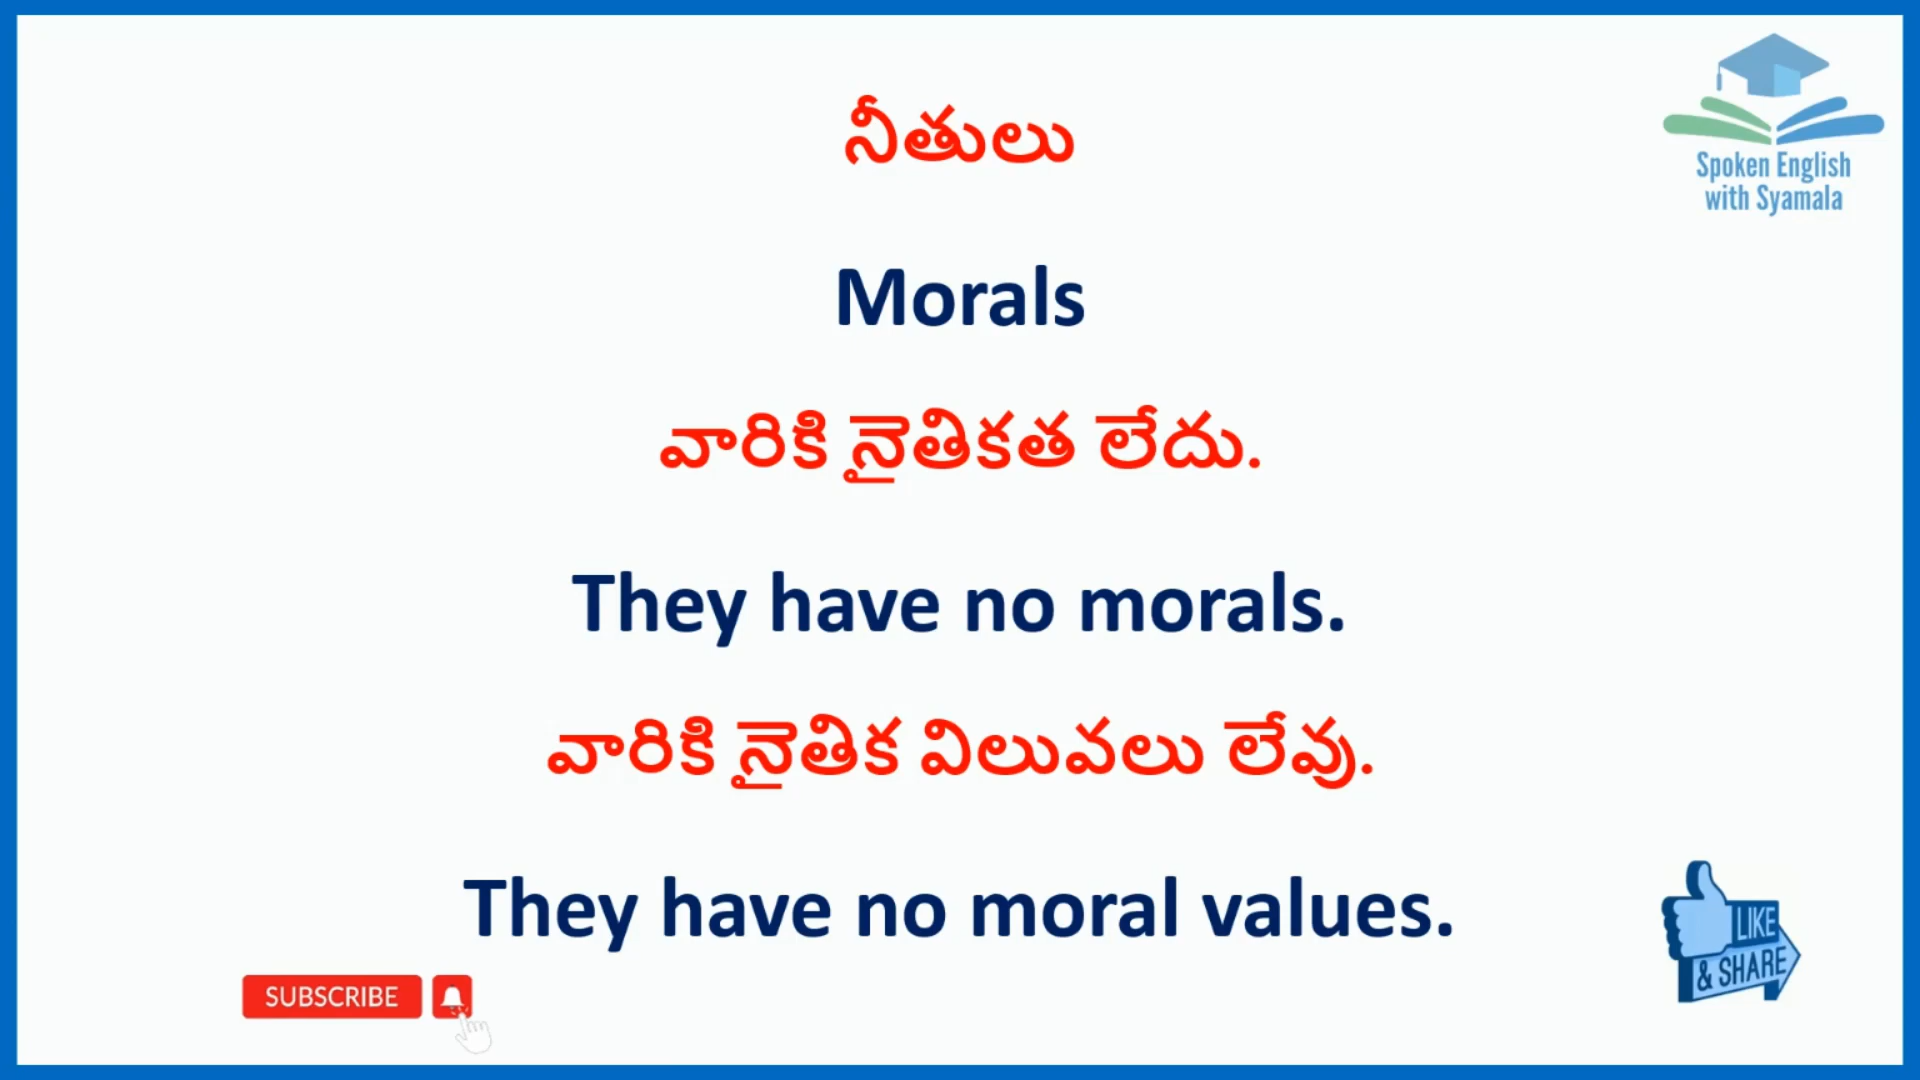 నీతులు
Spoken English
with Syamala
Morals
వారికి నైతికత లేదు.
They have no morals.
వారికి నైతిక విలువలు లేవు.
They have no moral values.
LIKE
& SHARE
SUBSCRIBE